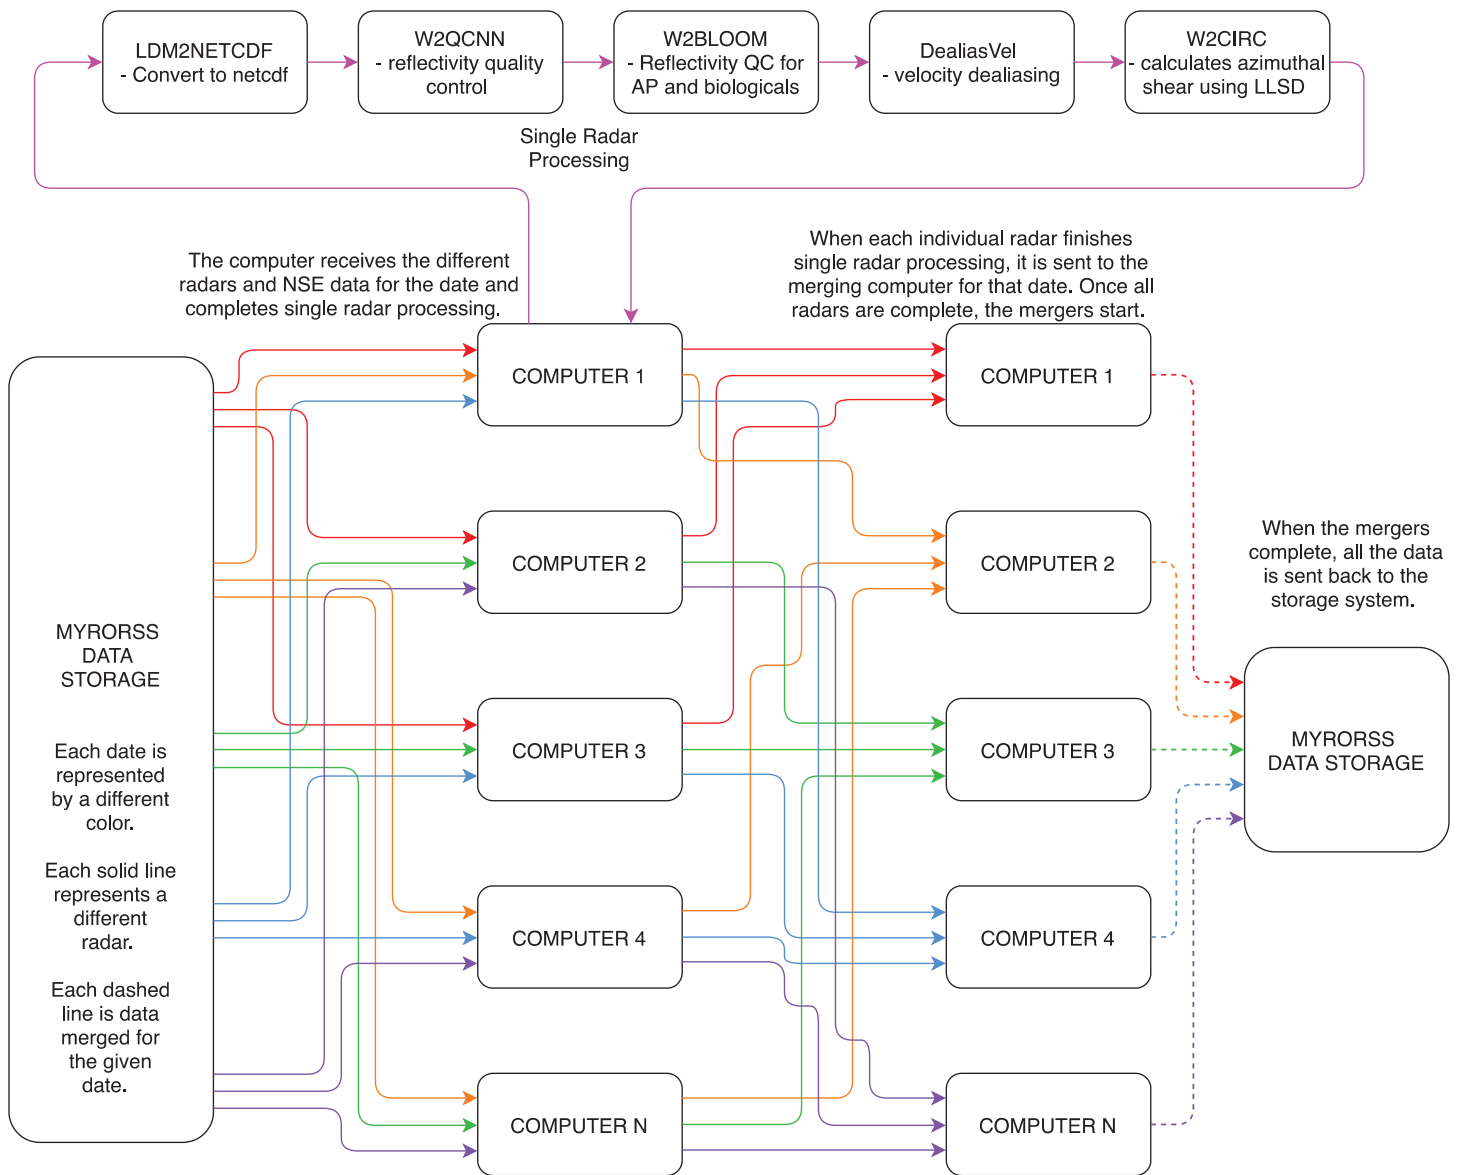 LDM2NETCDF
- Convert to netcdf
W2QCNN
- reflectivity quality
control
W2BLOOM
- Reflectivity QC for
AP and biologicals
DealiasVel
- velocity dealiasing
W2CIRC
- calculates azimuthal
shear using LLSD
Single Radar
Processing
The computer receives the different
radars and NSE data for the date and
completes single radar processing.
When each individual radar finishes
single radar processing, it is sent to the
merging computer for that date. Once all
radars are complete, the mergers start.
MYRORSS
DATA
STORAGE
Each date is
represented
by a different
color.
Each solid line
represents a
different
radar.
Each dashed
line is data
merged for
the given
date.
COMPUTER 1
COMPUTER 2
COMPUTER 3
COMPUTER 4
COMPUTER N
COMPUTER 1
COMPUTER 2
COMPUTER 3
COMPUTER 4
COMPUTER N
When the mergers
complete, all the data
is sent back to the
storage system.
MYRORSS
DATA STORAGE